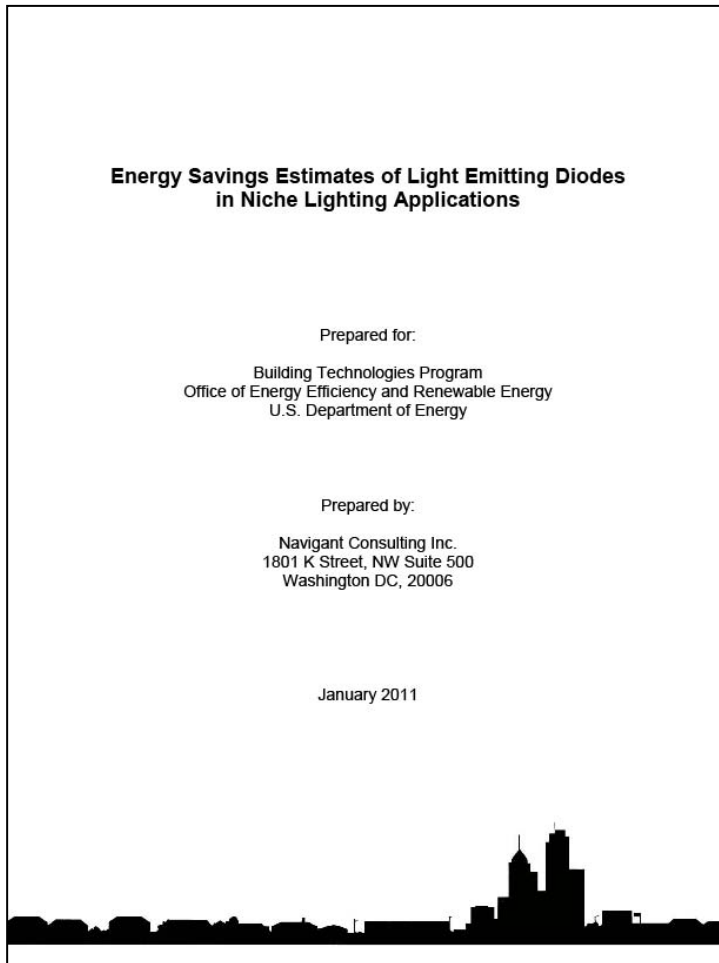 Energy Savings Estimates of Light Emitting Diodes
in Niche Lighting Applications
Prepared for:
Building Technologies Program
Office of Energy Efficiency and Renewable Energy
U.S. Department of Energy
Prepared by:
Navigant Consulting Inc.
1801 K Street, NW Suite 500
Washington DC, 20006
January 2011